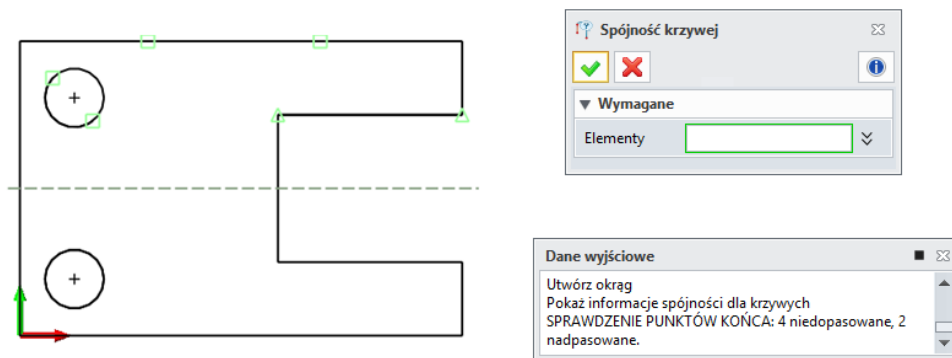 Spójność krzywej
Wymagane
Elementy
Dane wyjściowe
Utwórz okrąg
Pokaż informacje spójności dla krzywych
SPRAWDZENIE PUNKTÓW KOŃCA: 4 niedopasowane, 2
nadpasowane.